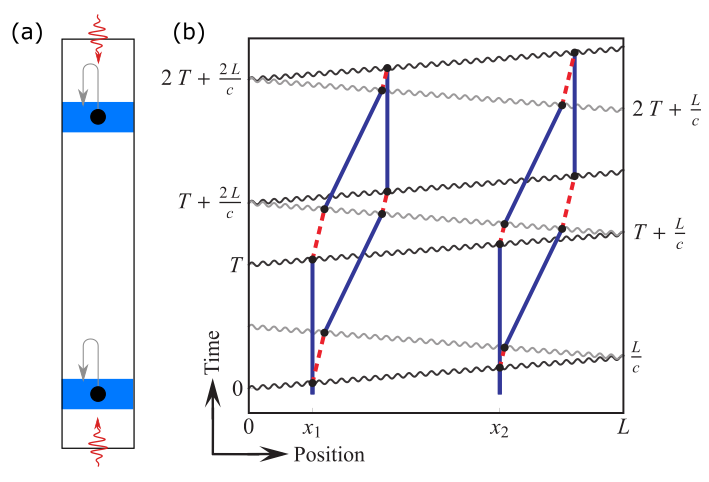 (a)
(b)
2 T + 2L/c
2 T + L/c
T + 2L/c
T + L/c
T
L/c
0
Time
0
x₁
x₂
L
Position